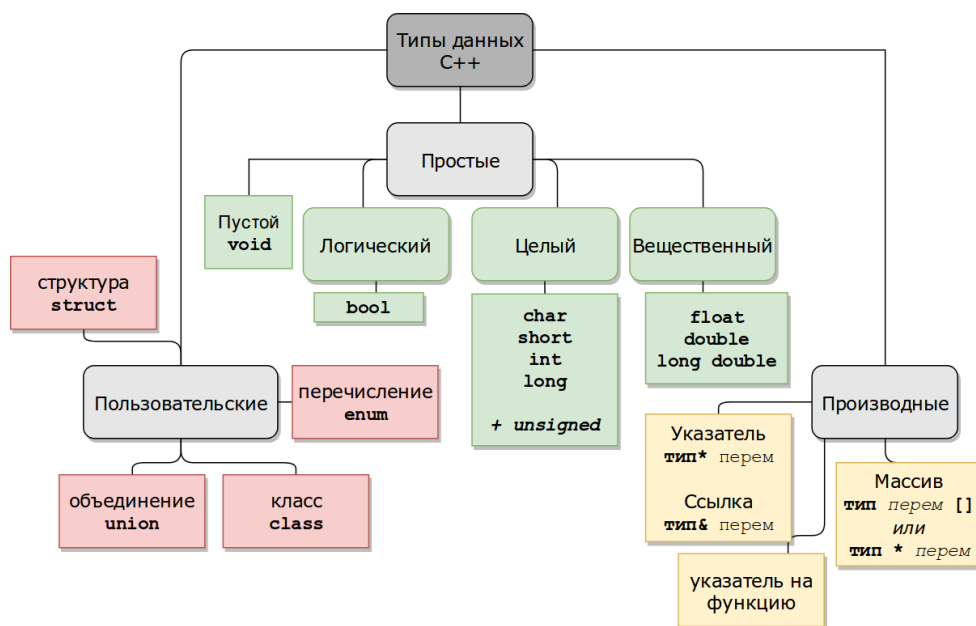 Типы данных
C++
Простые
Пустой
void
Логический
Целый
Вещественный
bool
char
short
int
long
+ unsigned
float
double
long double
структура
struct
Пользовательские
перечисление
enum
объединение
union
класс
class
Производные
Указатель
тип* перем
Ссылка
тип& перем
Массив
тип перем []
или
тип * перем
указатель на
функцию